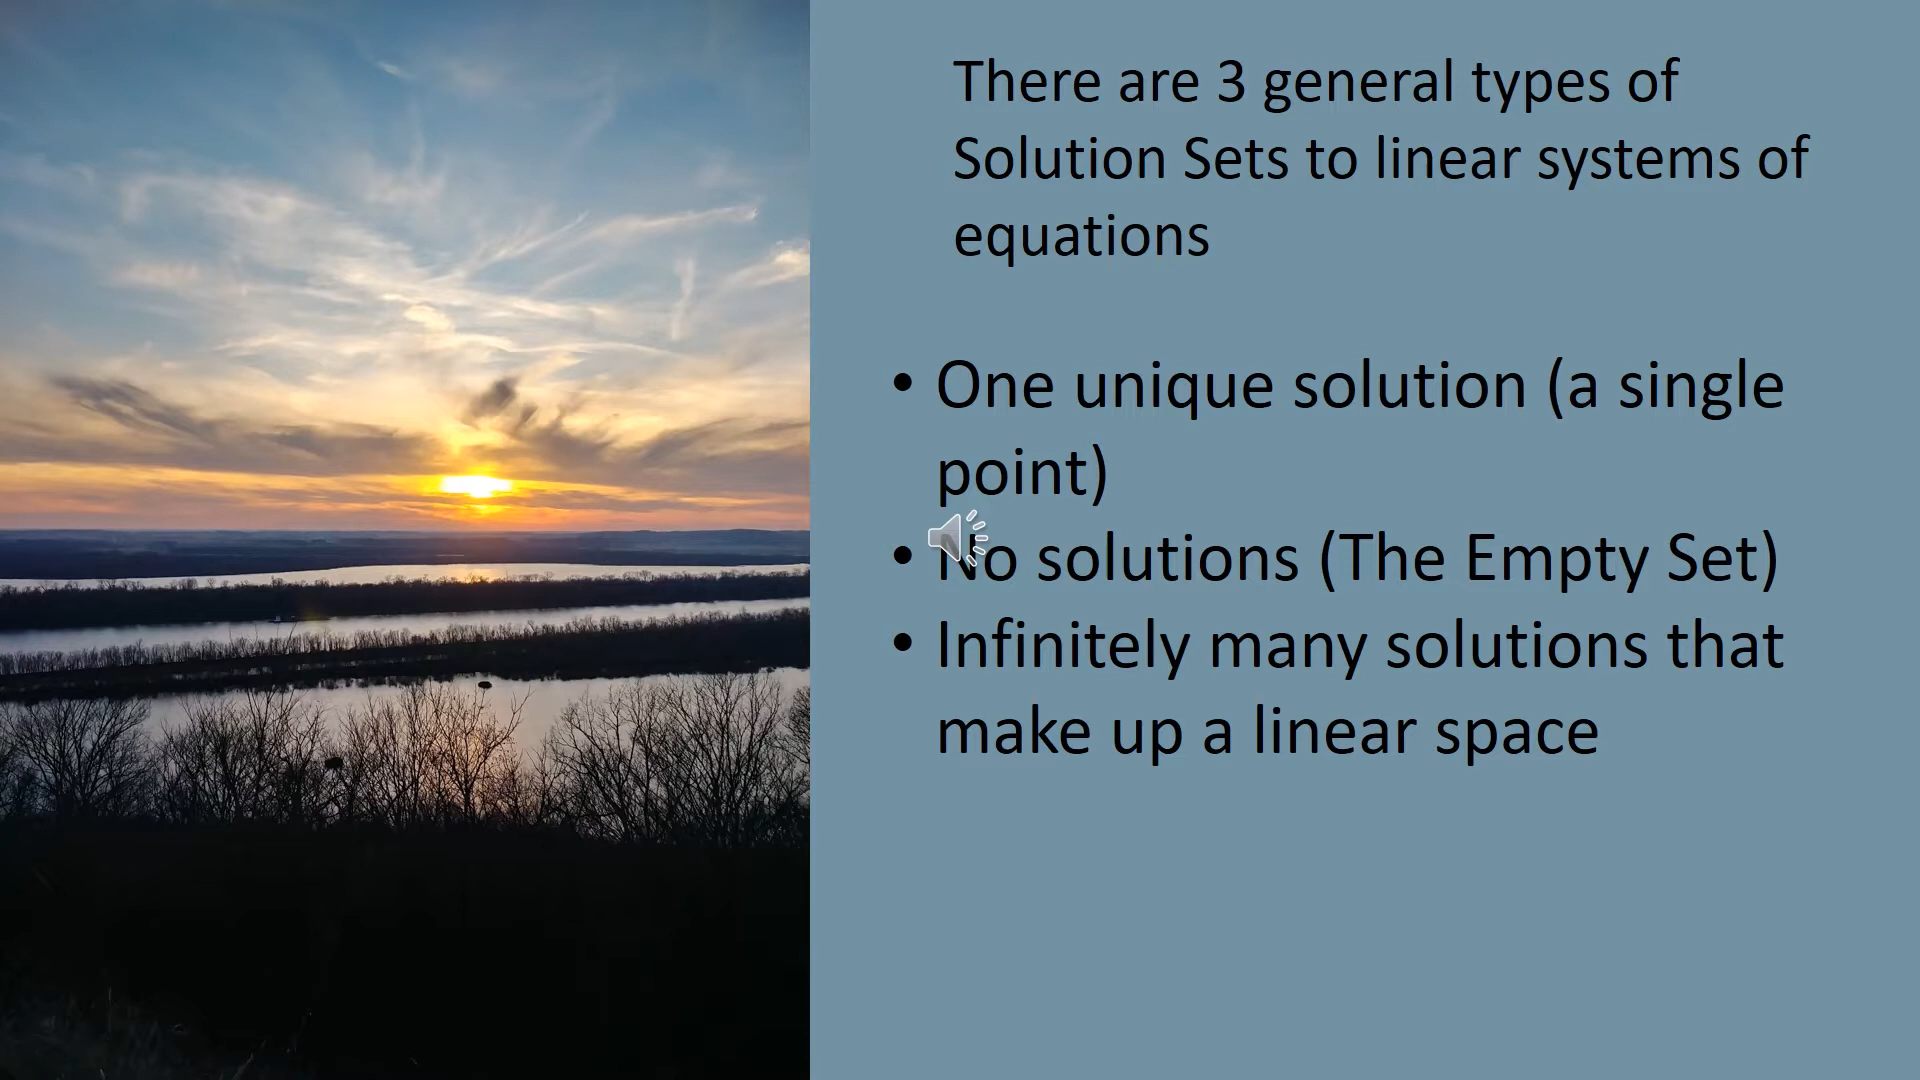 There are 3 general types of
Solution Sets to linear systems of
equations
• One unique solution (a single
point)
• No solutions (The Empty Set)
• Infinitely many solutions that
make up a linear space